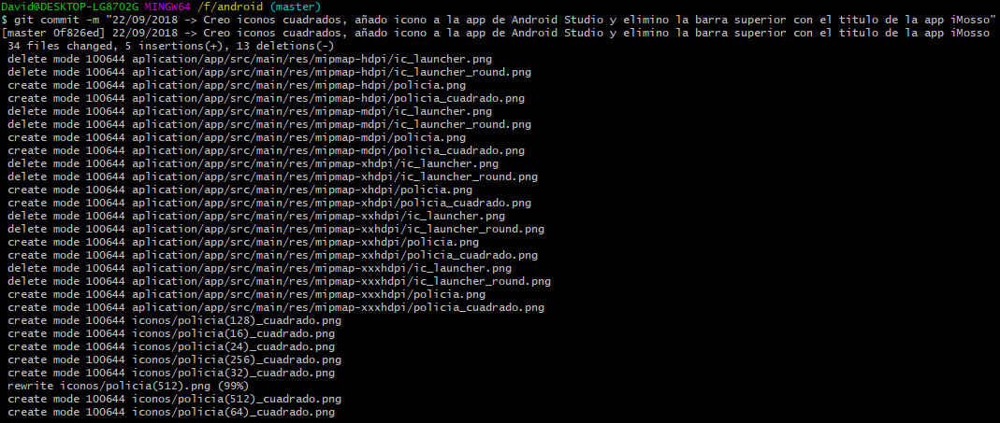 David@DESKTOP-LG87O2G MINGW64 /f/android (master)
$ git commit -m "22/09/2018 -> Creo iconos cuadrados, añado icono a la app de Android Studio y elimino la barra superior con el titulo de la app iMosso"
[master 0f826ed] 22/09/2018 -> Creo iconos cuadrados, añado icono a la app de Android Studio y elimino la barra superior con el titulo de la app iMosso
 34 files changed, 5 insertions(+), 13 deletions(-)
 delete mode 100644 aplication/app/src/main/res/mipmap-hdpi/ic_launcher.png
 delete mode 100644 aplication/app/src/main/res/mipmap-hdpi/ic_launcher_round.png
 create mode 100644 aplication/app/src/main/res/mipmap-hdpi/policia.png
 create mode 100644 aplication/app/src/main/res/mipmap-hdpi/policia_cuadrado.png
 delete mode 100644 aplication/app/src/main/res/mipmap-mdpi/ic_launcher.png
 delete mode 100644 aplication/app/src/main/res/mipmap-mdpi/ic_launcher_round.png
 create mode 100644 aplication/app/src/main/res/mipmap-mdpi/policia.png
 create mode 100644 aplication/app/src/main/res/mipmap-mdpi/policia_cuadrado.png
 delete mode 100644 aplication/app/src/main/res/mipmap-xhdpi/ic_launcher.png
 delete mode 100644 aplication/app/src/main/res/mipmap-xhdpi/ic_launcher_round.png
 create mode 100644 aplication/app/src/main/res/mipmap-xhdpi/policia.png
 create mode 100644 aplication/app/src/main/res/mipmap-xhdpi/policia_cuadrado.png
 delete mode 100644 aplication/app/src/main/res/mipmap-xxhdpi/ic_launcher.png
 delete mode 100644 aplication/app/src/main/res/mipmap-xxhdpi/ic_launcher_round.png
 create mode 100644 aplication/app/src/main/res/mipmap-xxhdpi/policia.png
 create mode 100644 aplication/app/src/main/res/mipmap-xxhdpi/policia_cuadrado.png
 delete mode 100644 aplication/app/src/main/res/mipmap-xxxhdpi/ic_launcher.png
 delete mode 100644 aplication/app/src/main/res/mipmap-xxxhdpi/ic_launcher_round.png
 create mode 100644 aplication/app/src/main/res/mipmap-xxxhdpi/policia.png
 create mode 100644 aplication/app/src/main/res/mipmap-xxxhdpi/policia_cuadrado.png
 create mode 100644 iconos/policia(128)_cuadrado.png
 create mode 100644 iconos/policia(16)_cuadrado.png
 create mode 100644 iconos/policia(24)_cuadrado.png
 create mode 100644 iconos/policia(256)_cuadrado.png
 create mode 100644 iconos/policia(32)_cuadrado.png
 rewrite iconos/policia(512).png (99%)
 create mode 100644 iconos/policia(512)_cuadrado.png
 create mode 100644 iconos/policia(64)_cuadrado.png